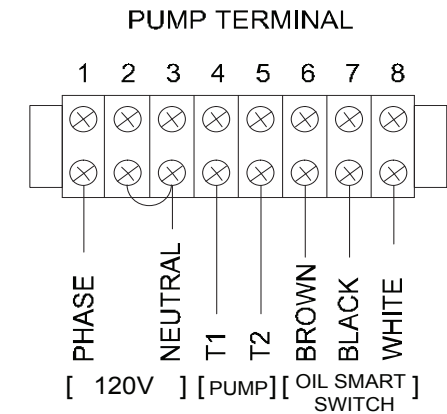 PUMP TERMINAL
1 2 3 4 5 6 7 8
PHASE
NEUTRAL
T1
T2
BROWN
BLACK
WHITE
[ 120V ] [ PUMP ] [ OIL SMART SWITCH ]